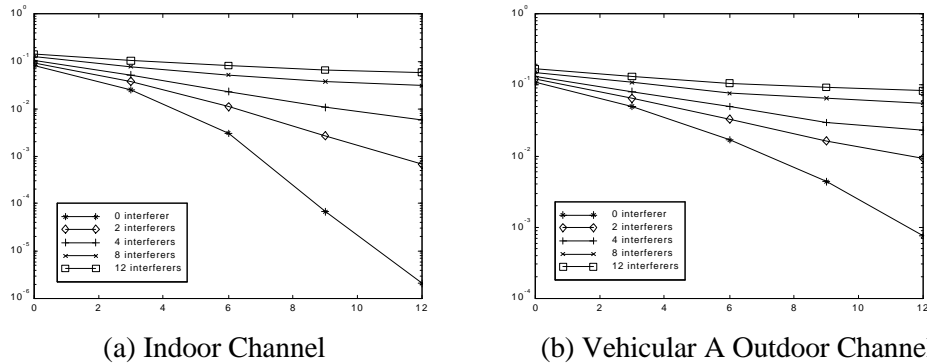 10^0
10^-1
10^-2
10^-3
10^-4
10^-5
10^-6
0 2 4 6 8 10 12
0 interferer
2 interferers
4 interferers
8 interferers
12 interferers
(a) Indoor Channel
10^0
10^-1
10^-2
10^-3
10^-4
0 2 4 6 8 10 12
0 interferer
2 interferers
4 interferers
8 interferers
12 interferers
(b) Vehicular A Outdoor Channel